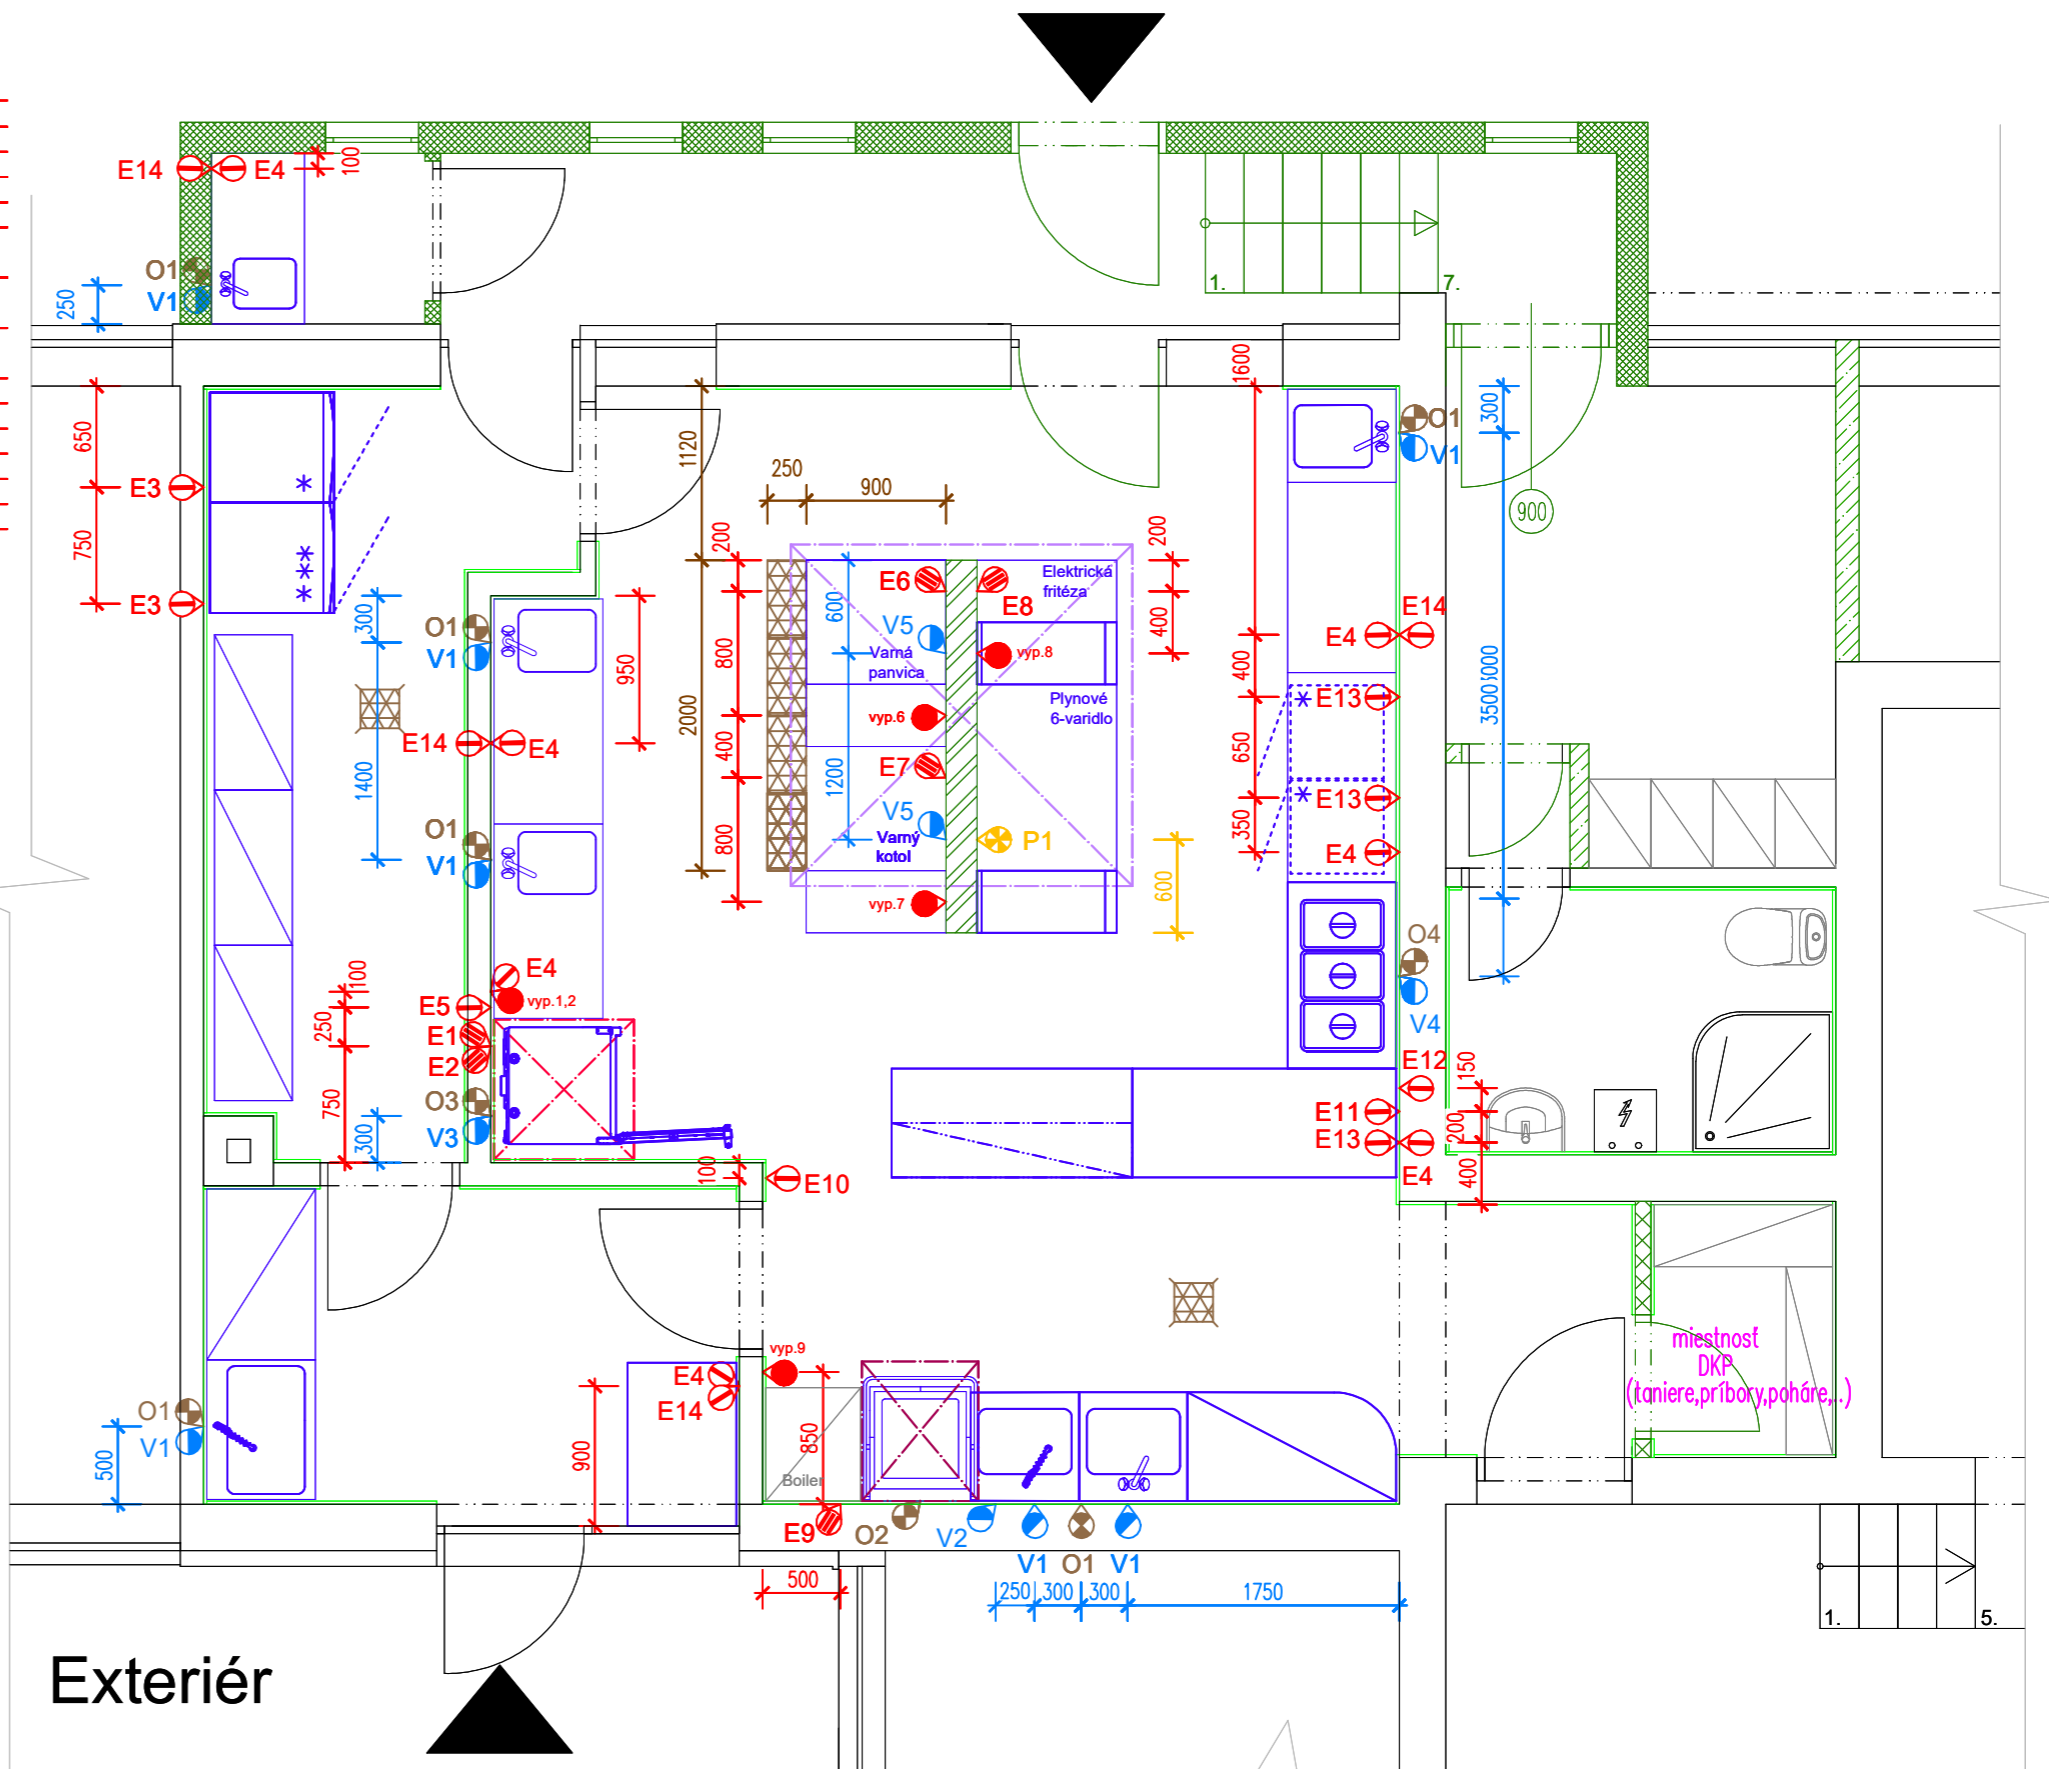 E14
E4
100
O1
V1
250
1.
7.
1600
300
650
E3
750
E3
1120
250
900
200
200
O1
V1
900
E6
E8
Elektrická
fritéza
600
400
300
O1
V1
V5
Varná
panvica
vyp.8
E14
E4
950
800
2000
400
E13
Plynové
6-varidlo
vyp.6
E14
E4
400
E7
650
1400
1200
E13
O1
V1
V5
Varný
kotol
P1
350
E4
800
600
vyp.7
O4
V4
E4
vyp.1,2
100
E5
250
E1
E2
E12
150
O3
V3
750
300
E11
E13
200
E4
400
100
E10
miestnosť
DKP
(taniere,príbory,poháre,..)
vyp.9
E4
E14
O1
V1
500
900
850
Boiler
E9
O2
V2
V1
O1
V1
500
250
300
300
1750
1.
5.
Exteriér